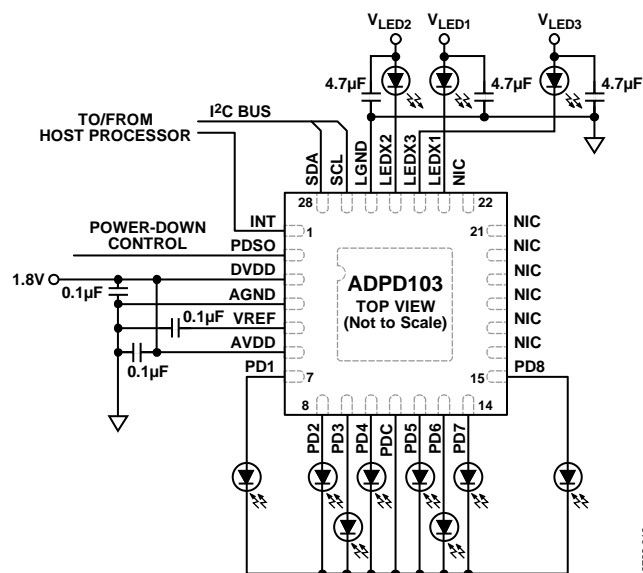 VLED2 VLED1 VLED3
4.7µF 4.7µF 4.7µF
I2C BUS
TO/FROM
HOST PROCESSOR
SDA
SCL
LGND
LEDX2
LEDX3
LEDX1
NIC
28 22
INT 1 21 NIC
POWER-DOWN
CONTROL
PDSO NIC
1.8V DVDD NIC
0.1µF AGND NIC
0.1µF VREF NIC
0.1µF AVDD NIC
PD1 7 15 PD8
ADPD103
TOP VIEW
(Not to Scale)
8 14
PD2
PD3
PD4
PDC
PD5
PD6
PD7